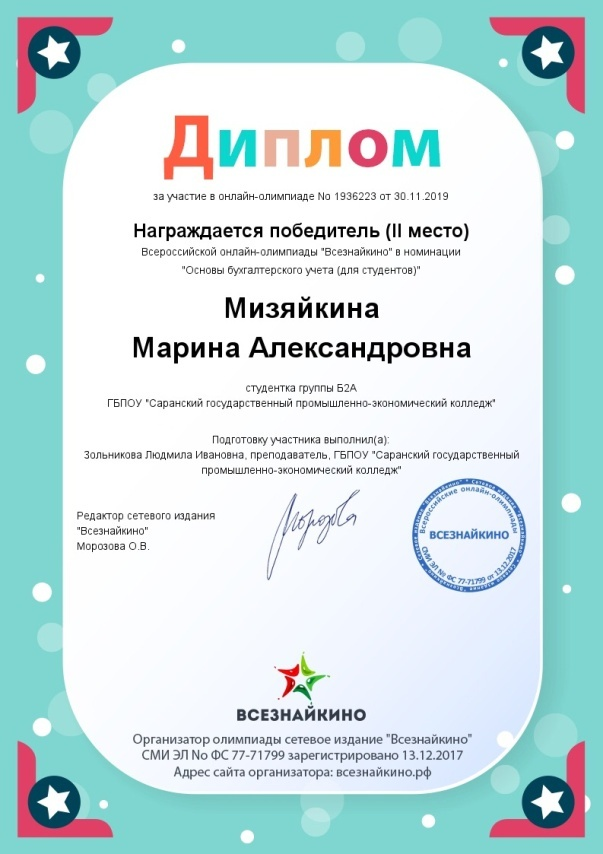 Диплом
за участие в онлайн-олимпиаде No 1936223 от 30.11.2019
Награждается победитель (II место)
Всероссийской онлайн-олимпиады "Всезнайкино" в номинации
"Основы бухгалтерского учета (для студентов)"
Мизяйкина
Марина Александровна
студентка группы Б2А
ГБПОУ "Саранский государственный промышленно-экономический колледж"
Подготовку участника выполнил(а):
Зольникова Людмила Ивановна, преподаватель, ГБПОУ "Саранский государственный
промышленно-экономический колледж"
Редактор сетевого издания
"Всезнайкино"
Морозова О.В.
Морозова
Всероссийские онлайн-олимпиады
ВСЕЗНАЙКИНО
СМИ ЭЛ № ФС 77-71799 от 13.12.2017
ВСЕЗНАЙКИНО
Организатор олимпиады сетевое издание "Всезнайкино"
СМИ ЭЛ No ФС 77-71799 зарегистрировано 13.12.2017
Адрес сайта организатора: всезнайкино.рф